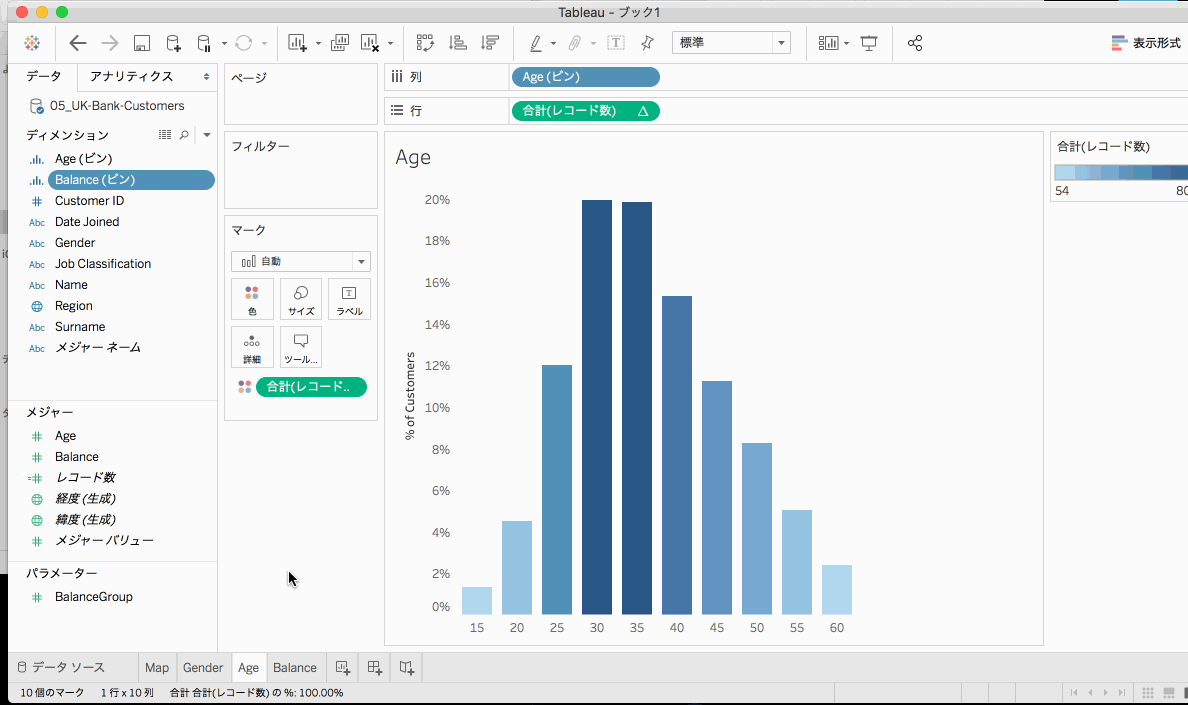 Tableau - ブック1
標準
表示形式
データ
アナリティクス
05_UK-Bank-Customers
ディメンション
Age (ビン)
Balance (ビン)
Customer ID
Abc Date Joined
Abc Gender
Abc Job Classification
Abc Name
Region
Abc Surname
Abc メジャー ネーム
メジャー
Age
Balance
レコード数
経度 (生成)
緯度 (生成)
メジャー バリュー
パラメーター
BalanceGroup
ページ
フィルター
マーク
自動
色
サイズ
ラベル
詳細
ツール...
合計(レコード..
列
Age (ビン)
行
合計(レコード数)
Age
% of Customers
20%
18%
16%
14%
12%
10%
8%
6%
4%
2%
0%
15 20 25 30 35 40 45 50 55 60
合計(レコード数)
54
80
データ ソース
Map
Gender
Age
Balance
10 個のマーク
1 行 x 10 列
合計 合計(レコード数) の %: 100.00%